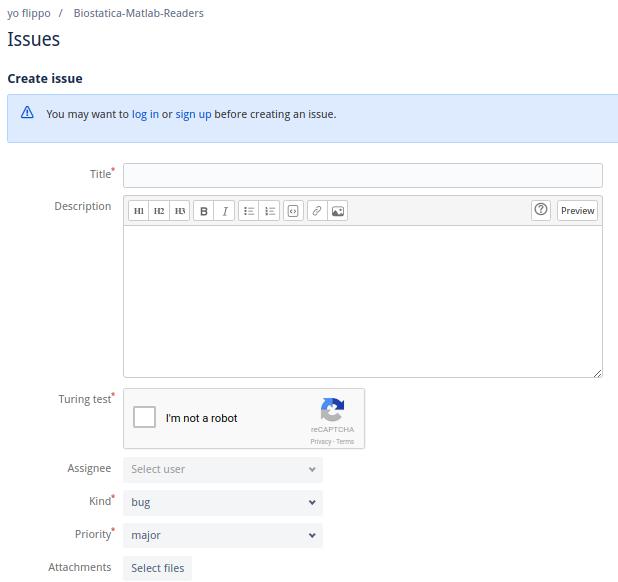 yo flippo / Biostatica-Matlab-Readers
Issues
Create issue
You may want to log in or sign up before creating an issue.
Title*
Description
H1 H2 H3 B I Preview
Turing test*
I'm not a robot
reCAPTCHA
Privacy - Terms
Assignee Select user
Kind* bug
Priority* major
Attachments Select files